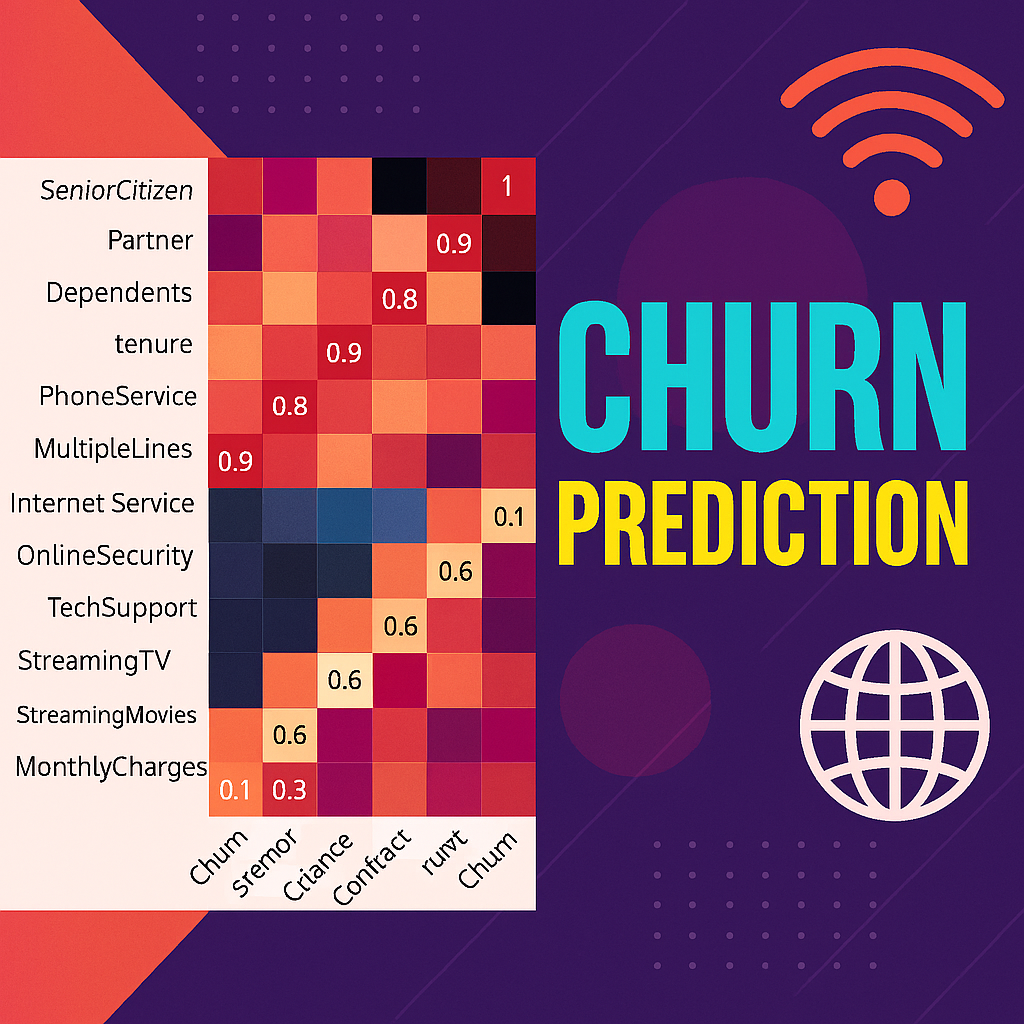 SeniorCitizen 1
Partner 0.9
Dependents 0.8
tenure 0.9
PhoneService 0.8
MultipleLines 0.9
Internet Service 0.1
OnlineSecurity 0.6
TechSupport 0.6
StreamingTV 0.6
StreamingMovies 0.6
MonthlyCharges 0.1 0.3
Chum sremor Criance Confract Chum
CHURN
PREDICTION